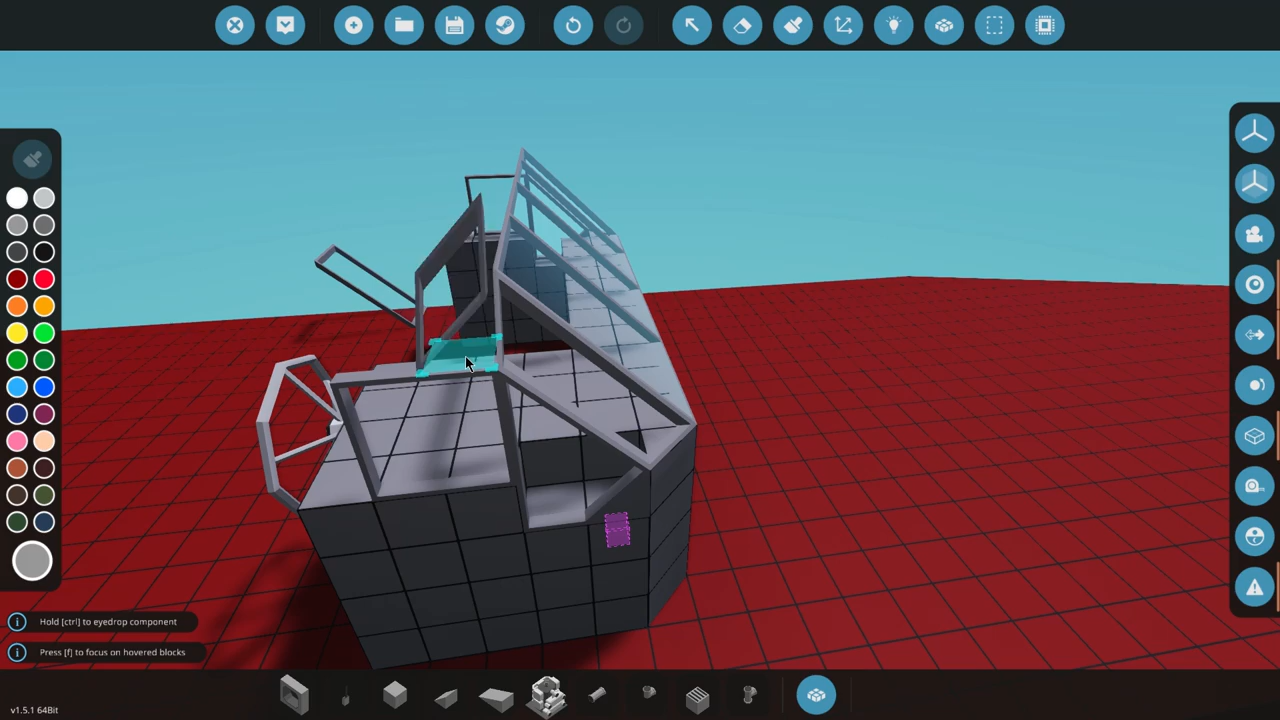 Hold [ctrl] to eyedrop component
Press [f] to focus on hovered blocks
v1.5.1 64Bit